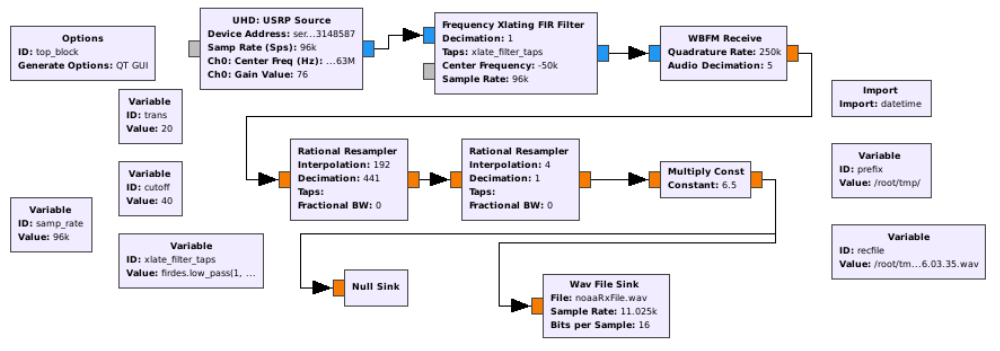 Options
ID: top_block
Generate Options: QT GUI
UHD: USRP Source
Device Address: ser...3148587
Samp Rate (Sps): 96k
Ch0: Center Freq (Hz): ...63M
Ch0: Gain Value: 76
Frequency Xlating FIR Filter
Decimation: 1
Taps: xlate_filter_taps
Center Frequency: -50k
Sample Rate: 96k
WBFM Receive
Quadrature Rate: 250k
Audio Decimation: 5
Variable
ID: trans
Value: 20
Import
Import: datetime
Rational Resampler
Interpolation: 192
Decimation: 441
Taps:
Fractional BW: 0
Rational Resampler
Interpolation: 4
Decimation: 1
Taps:
Fractional BW: 0
Multiply Const
Constant: 6.5
Variable
ID: prefix
Value: /root/tmp/
Variable
ID: cutoff
Value: 40
Variable
ID: samp_rate
Value: 96k
Variable
ID: xlate_filter_taps
Value: firdes.low_pass(1, ...
Variable
ID: recfile
Value: /root/tm...6.03.35.wav
Null Sink
Wav File Sink
File: noaaRxFile.wav
Sample Rate: 11.025k
Bits per Sample: 16